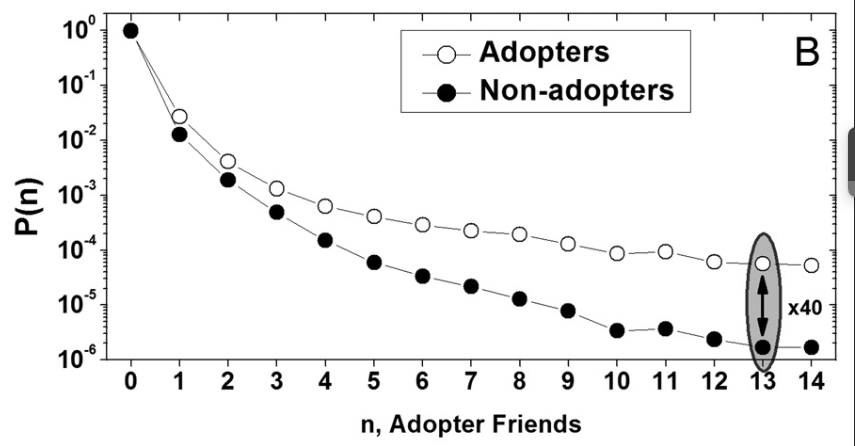 B
Adopters
Non-adopters
P(n)
10^0
10^-1
10^-2
10^-3
10^-4
10^-5
10^-6
x40
0 1 2 3 4 5 6 7 8 9 10 11 12 13 14
n, Adopter Friends